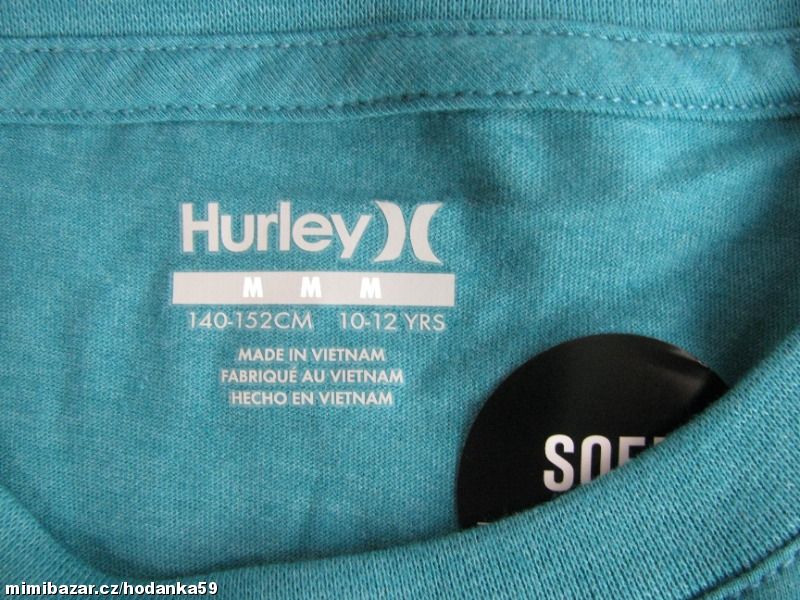 Hurley
M M M
140-152CM 10-12 YRS
MADE IN VIETNAM
FABRIQUÉ AU VIETNAM
HECHO EN VIETNAM
mimibazar.cz/hodanka59